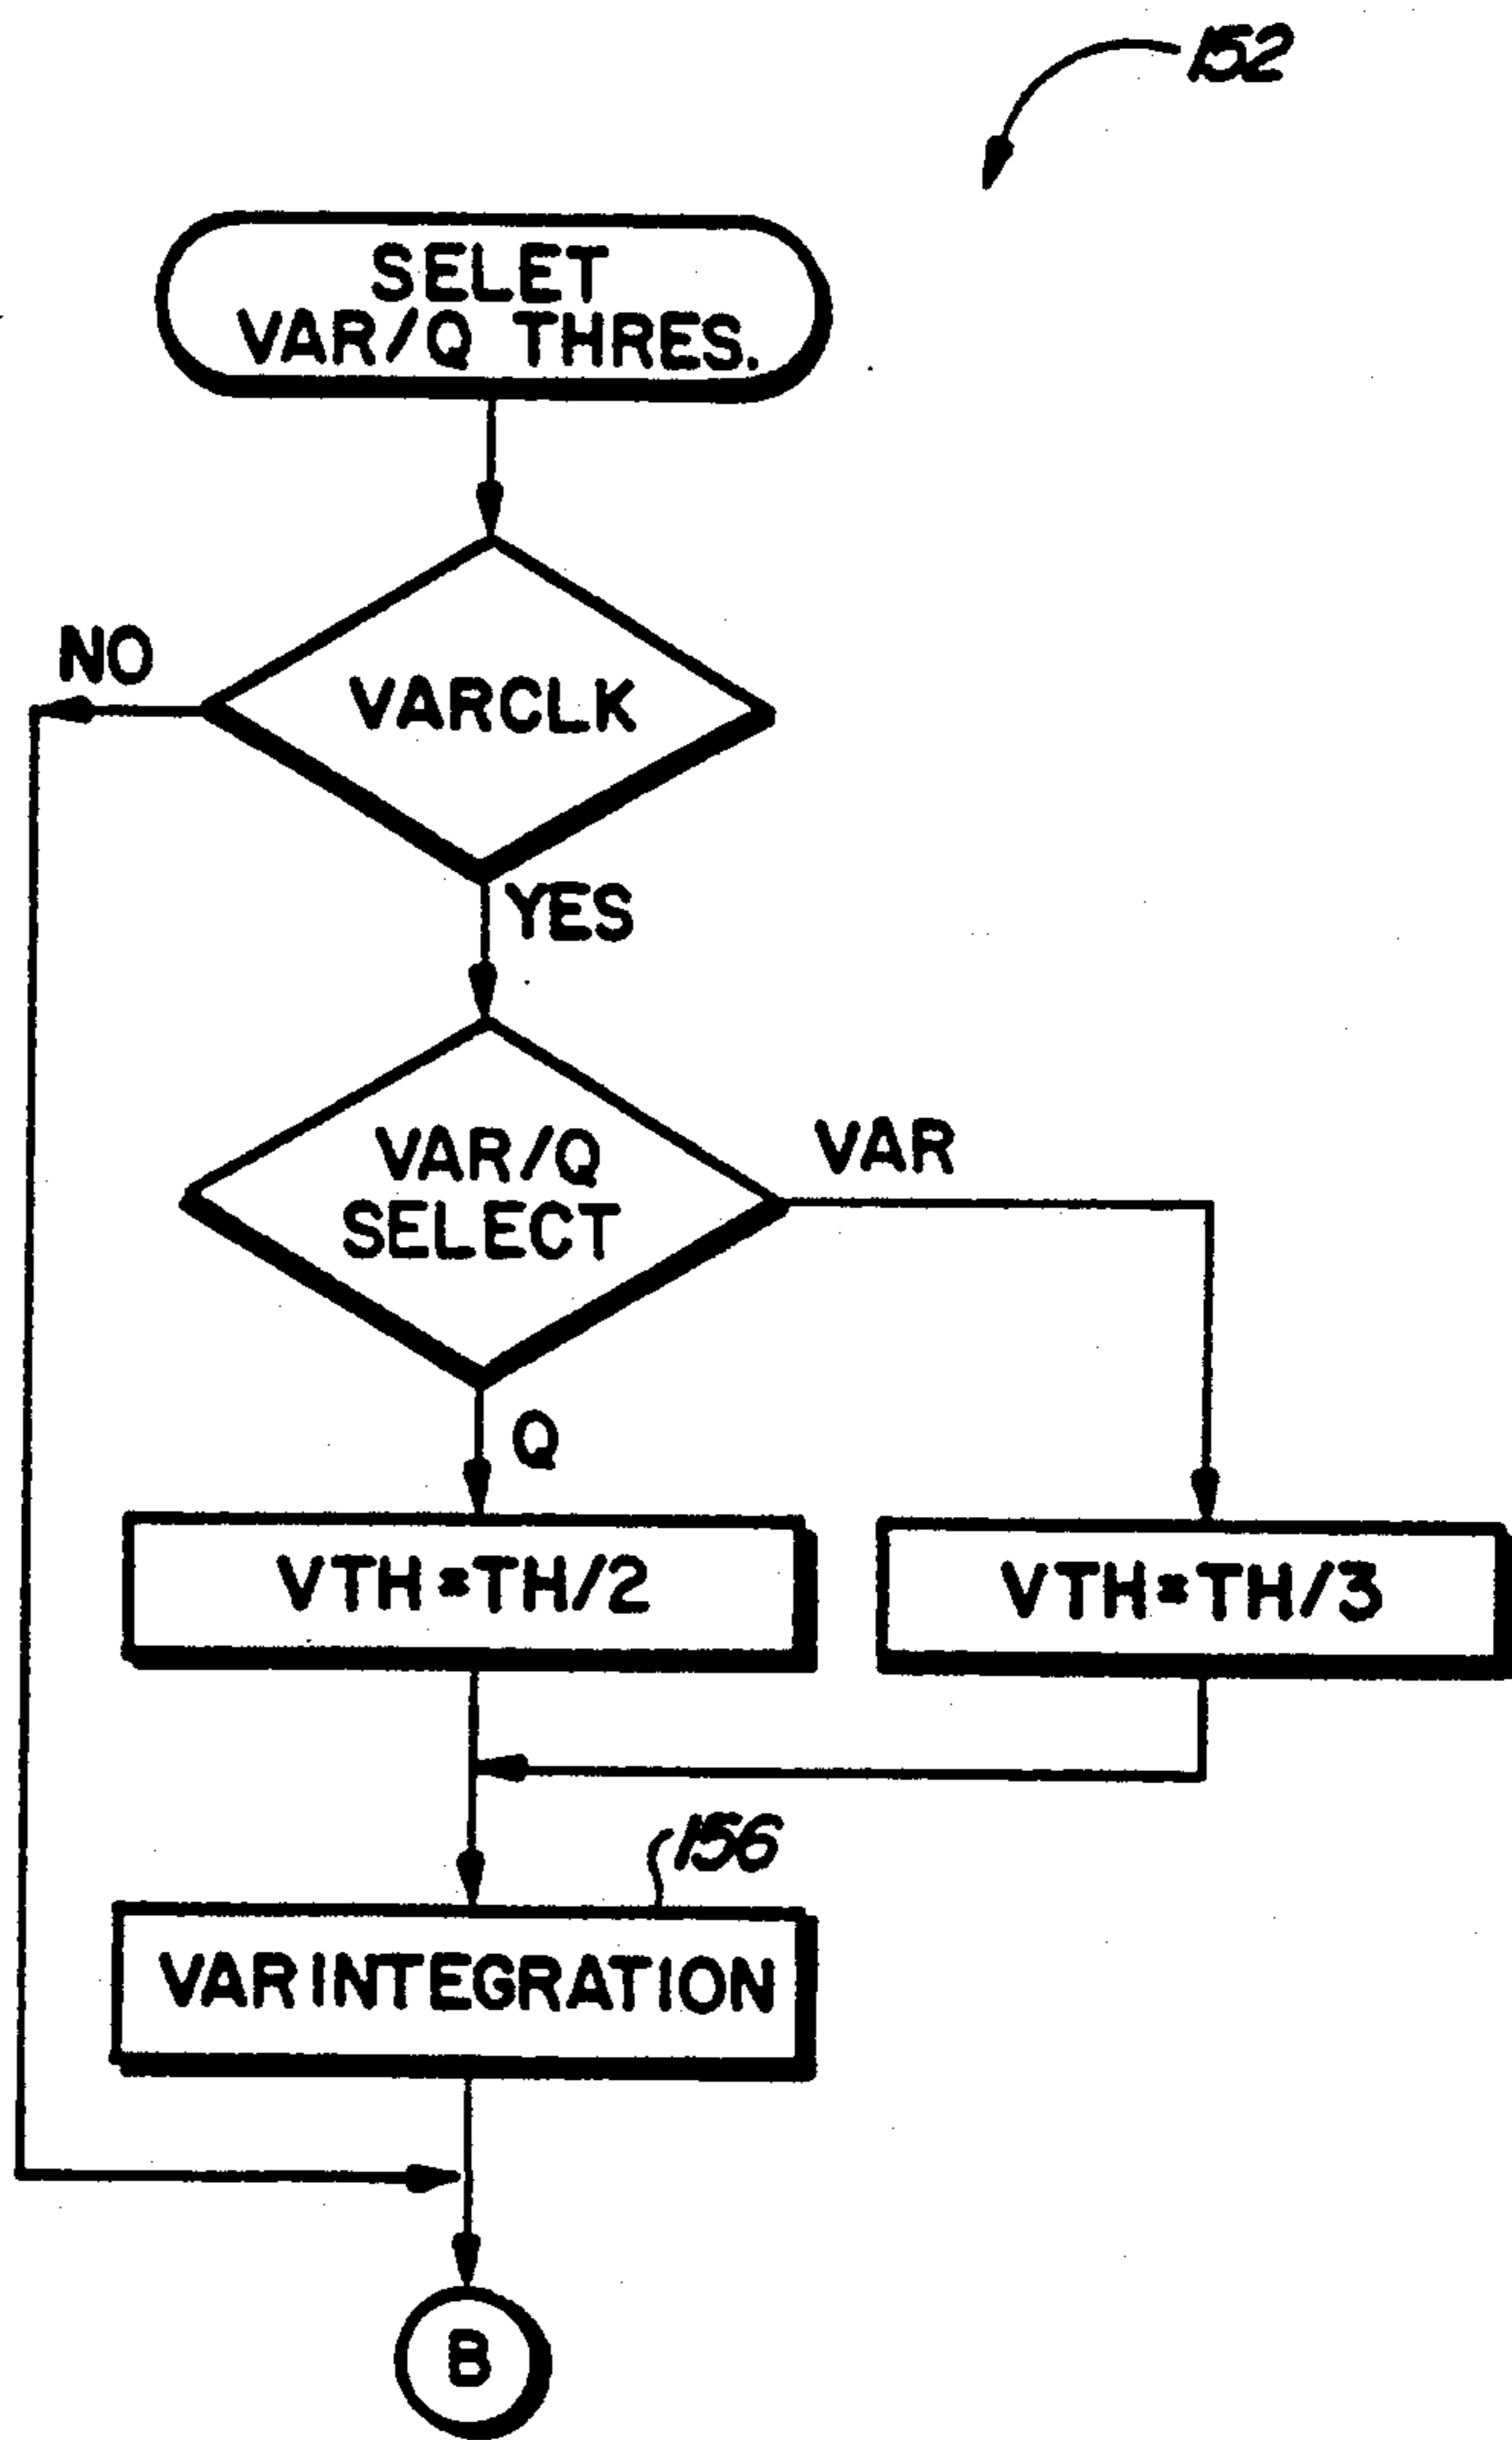 152
SELET
VAR/Q THRES.
NO
VARCLK
YES
VAR/Q
SELECT
VAR
Q
VTH=TH/2
VTH=TH/3
156
VAR INTEGRATION
B